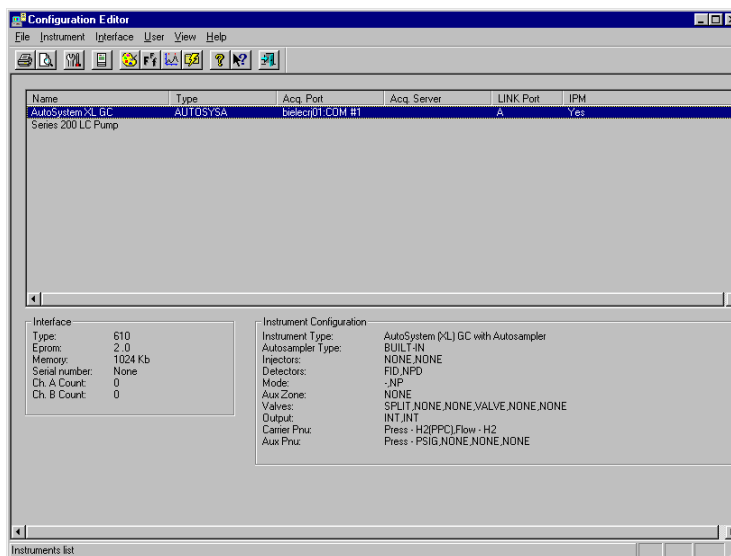 Configuration Editor
File Instrument Interface User View Help
Name Type Acq. Port Acq. Server LINK Port IPM
AutoSystem XL GC AUTOSYSA bielecrj01:COM #1 A Yes
Series 200 LC Pump
Interface
Type: 610
Eprom: 2 .0
Memory: 1024 Kb
Serial number: None
Ch. A Count: 0
Ch. B Count: 0
Instrument Configuration
Instrument Type: AutoSystem (XL) GC with Autosampler
Autosampler Type: BUILT-IN
Injectors: NONE,NONE
Detectors: FID,NPD
Mode: -,NP
Aux Zone: NONE
Valves: SPLIT,NONE,NONE,VALVE,NONE,NONE
Output: INT,INT
Carrier Pnu: Press - H2(PPC),Flow - H2
Aux Pnu: Press - PSIG,NONE,NONE,NONE
Instruments list